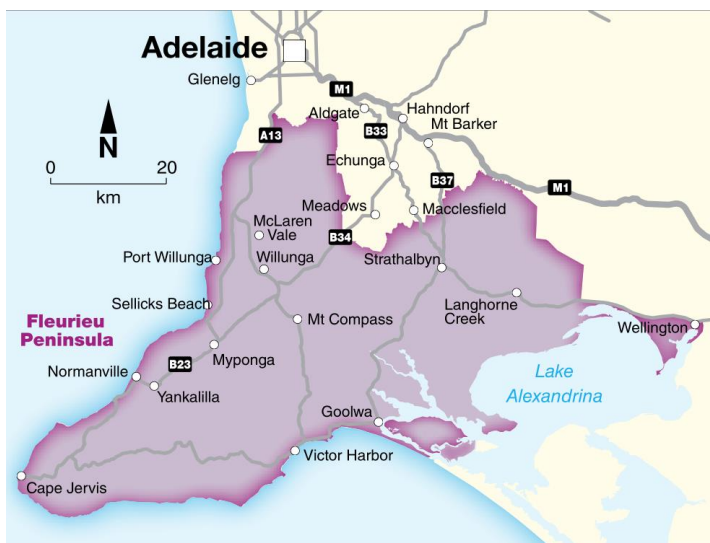 Adelaide
Glenelg
M1
Aldgate
Hahndorf
Mt Barker
N
A13
B33
0
20
km
Echunga
B37
M1
Meadows
Macclesfield
McLaren
Vale
B34
Port Willunga
Willunga
Strathalbyn
Sellicks Beach
Langhorne
Creek
Fleurieu
Peninsula
Mt Compass
Wellington
Myponga
B23
Normanville
Yankalilla
Lake
Alexandrina
Goolwa
Victor Harbor
Cape Jervis